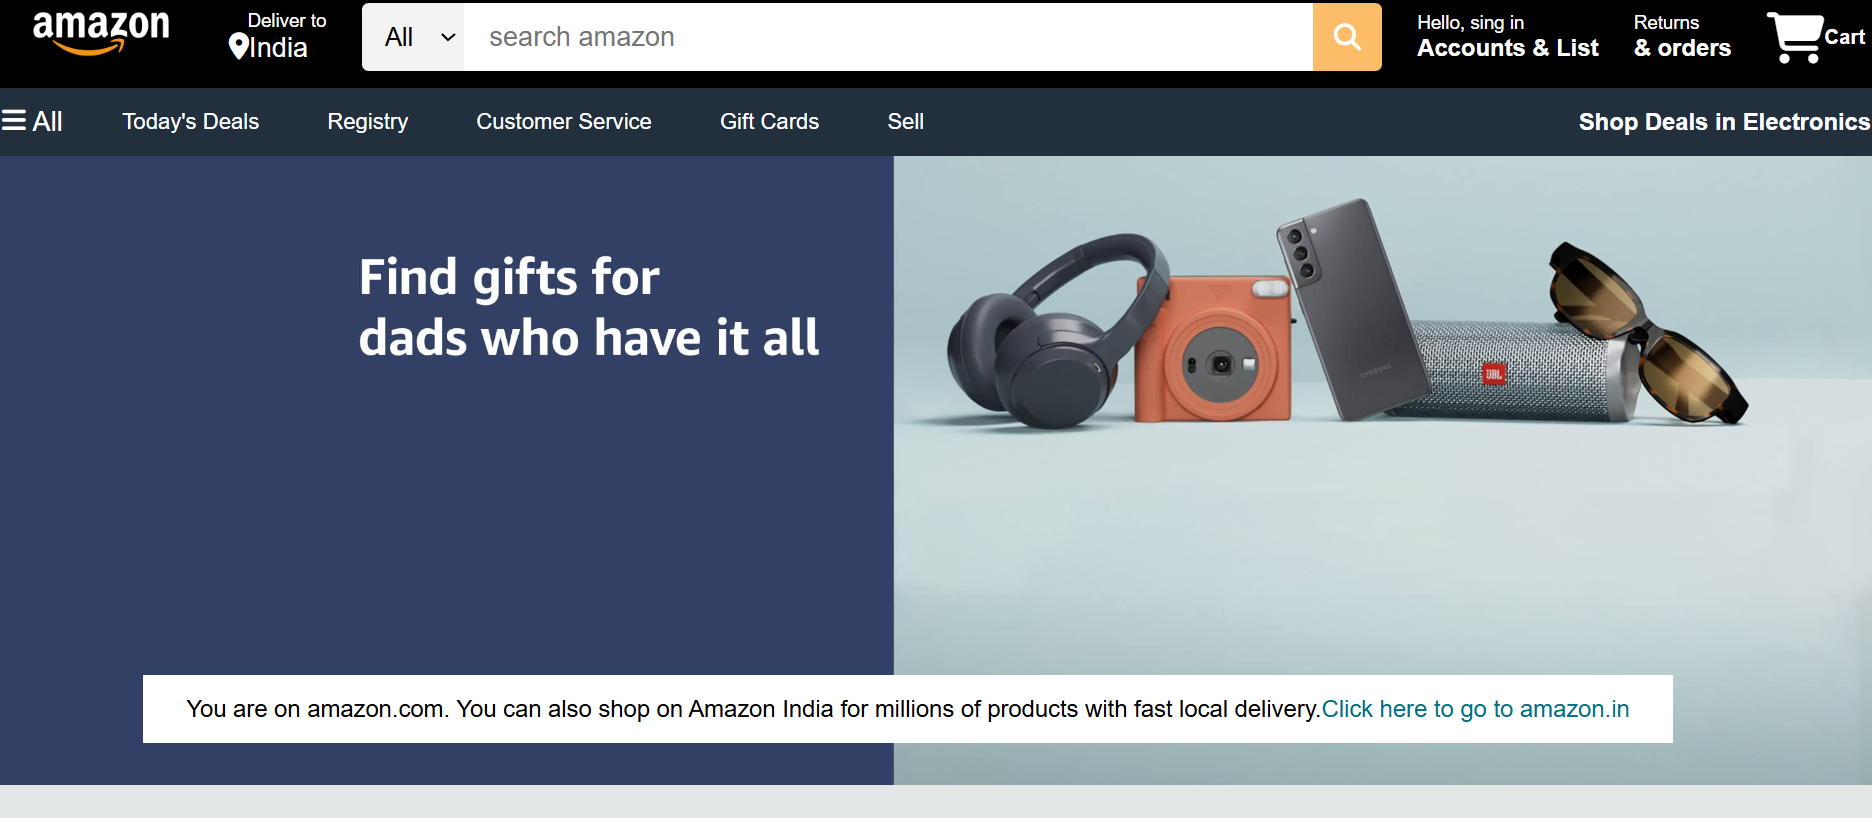 amazon
Deliver to
India
All
search amazon
Hello, sing in
Accounts & List
Returns
& orders
Cart
All
Today's Deals
Registry
Customer Service
Gift Cards
Sell
Shop Deals in Electronics
Find gifts for
dads who have it all
SAMSUNG
JBL
You are on amazon.com. You can also shop on Amazon India for millions of products with fast local delivery.Click here to go to amazon.in